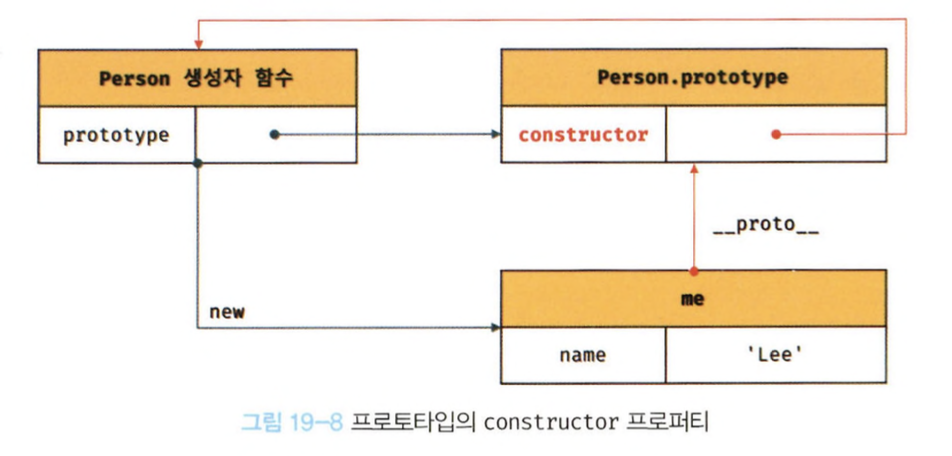 Person 생성자 함수
prototype
Person.prototype
constructor
__proto__
new
me
name
'Lee'
그림 19-8 프로토타입의 constructor 프로퍼티